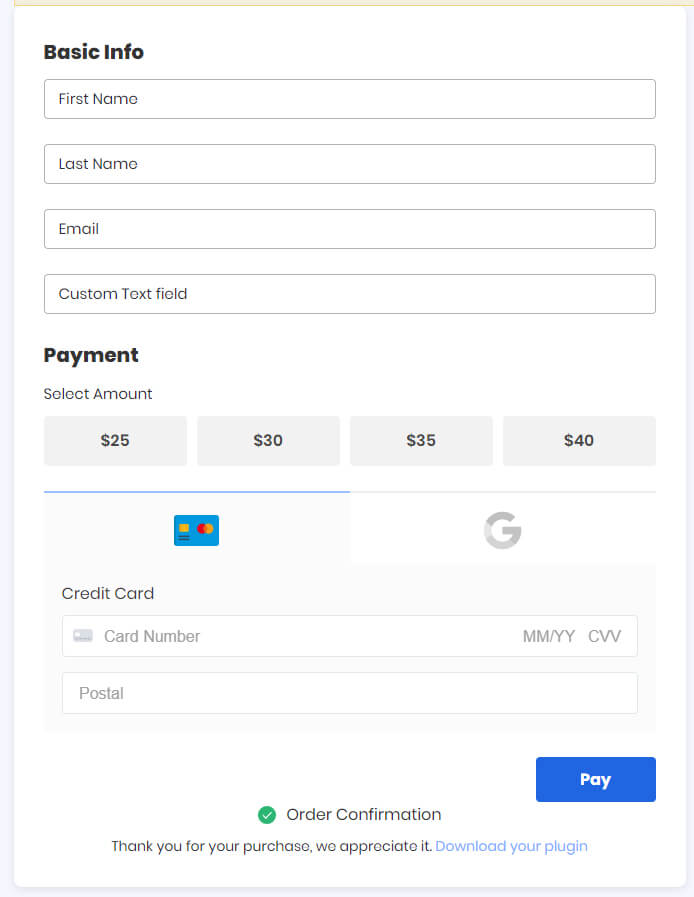 Basic Info
First Name
Last Name
Email
Custom Text field
Payment
Select Amount
$25 $30 $35 $40
G
Credit Card
Card Number MM/YY CVV
Postal
Pay
Order Confirmation
Thank you for your purchase, we appreciate it. Download your plugin